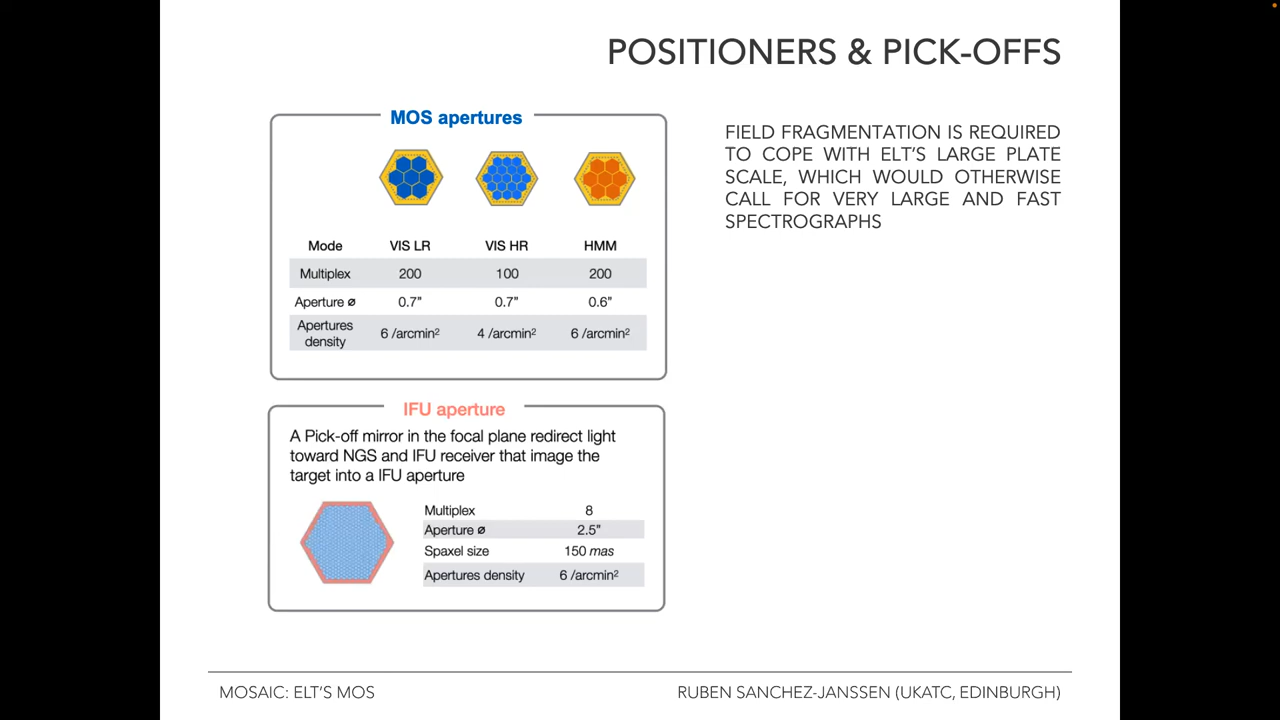 POSITIONERS & PICK-OFFS
MOS apertures
Mode VIS LR VIS HR HMM
Multiplex 200 100 200
Aperture ⌀ 0.7” 0.7” 0.6”
Apertures density 6 /arcmin² 4 /arcmin² 6 /arcmin²
FIELD FRAGMENTATION IS REQUIRED
TO COPE WITH ELT’S LARGE PLATE
SCALE, WHICH WOULD OTHERWISE
CALL FOR VERY LARGE AND FAST
SPECTROGRAPHS
IFU aperture
A Pick-off mirror in the focal plane redirect light
toward NGS and IFU receiver that image the
target into a IFU aperture
Multiplex 8
Aperture ⌀ 2.5”
Spaxel size 150 mas
Apertures density 6 /arcmin²
MOSAIC: ELT’S MOS
RUBEN SANCHEZ-JANSSEN (UKATC, EDINBURGH)